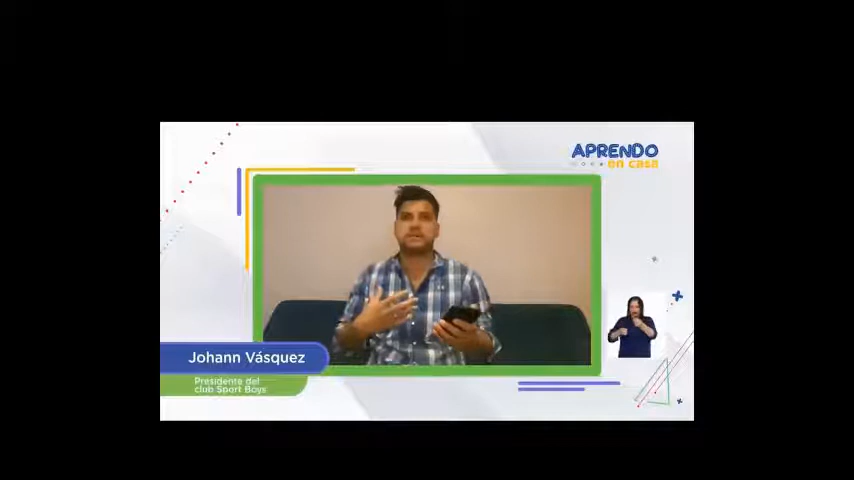 APRENDO
en casa
Johann Vásquez
Presidente del
club Sport Boys